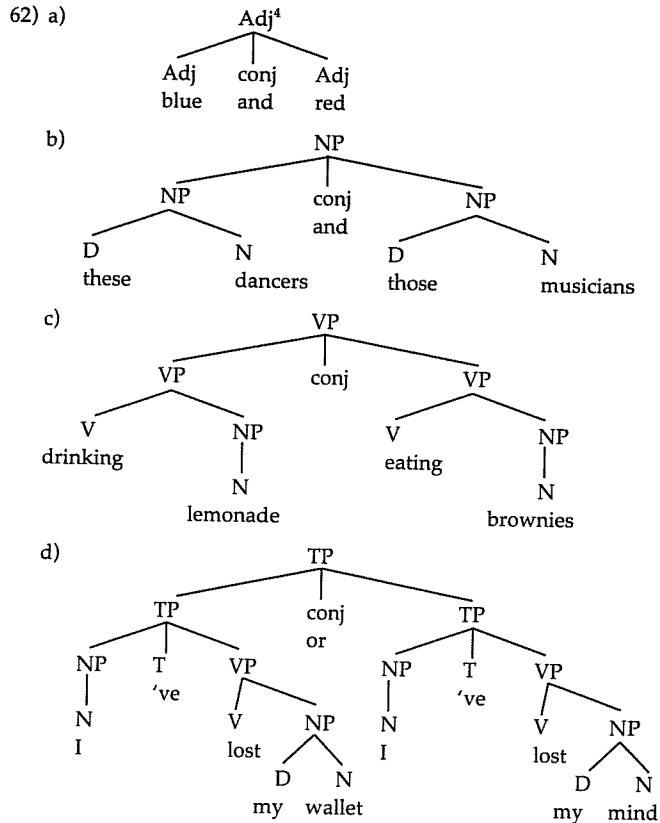 62) a) Adj⁴
Adj conj Adj
blue and red
b) NP
NP conj NP
and
D N D N
these dancers those musicians
c) VP
VP conj VP
V NP V NP
drinking eating
N N
lemonade brownies
d) TP
TP conj TP
or
NP T VP NP T VP
've 've
N V NP N V NP
I lost I lost
D N D N
my wallet my mind